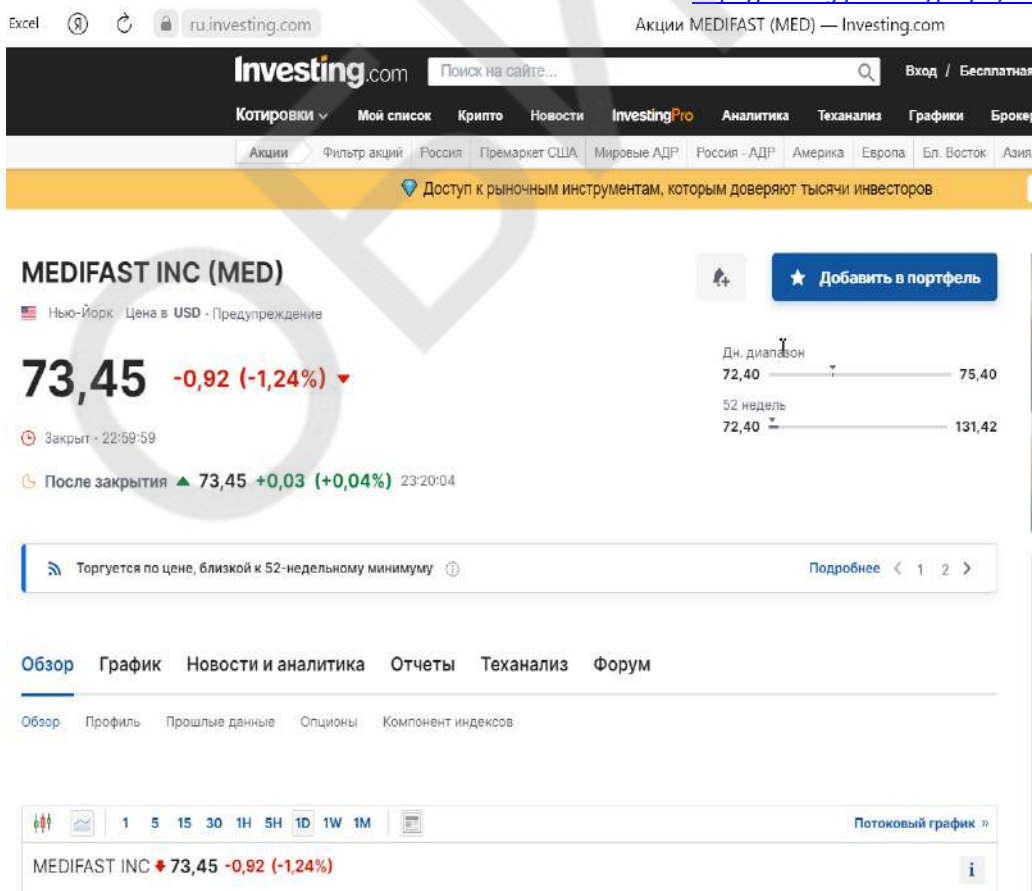 Excel ru.investing.com Акции MEDIFAST (MED) — Investing.com
Investing.com Поиск на сайте... Вход / Бесплатная
Котировки Мой список Крипто Новости InvestingPro Аналитика Теханализ Графики Брокер
Акции Фильтр акций Россия Премаркет США Мировые АДР Россия - АДР Америка Европа Бл. Восток Азия
Доступ к рыночным инструментам, которым доверяют тысячи инвесторов
MEDIFAST INC (MED)
Добавить в портфель
Нью-Йорк Цена в USD · Предупреждение
73,45 -0,92 (-1,24%)
Дн. диапазон
72,40 75,40
52 недель
72,40 131,42
Закрыт · 22:59:59
После закрытия 73,45 +0,03 (+0,04%) 23:20:04
Торгуется по цене, близкой к 52-недельному минимуму Подробнее 1 2
Обзор График Новости и аналитика Отчеты Теханализ Форум
Обзор Профиль Прошлые данные Опционы Компонент индексов
1 5 15 30 1H 5H 1D 1W 1M Потоковый график »
MEDIFAST INC 73,45 -0,92 (-1,24%) i